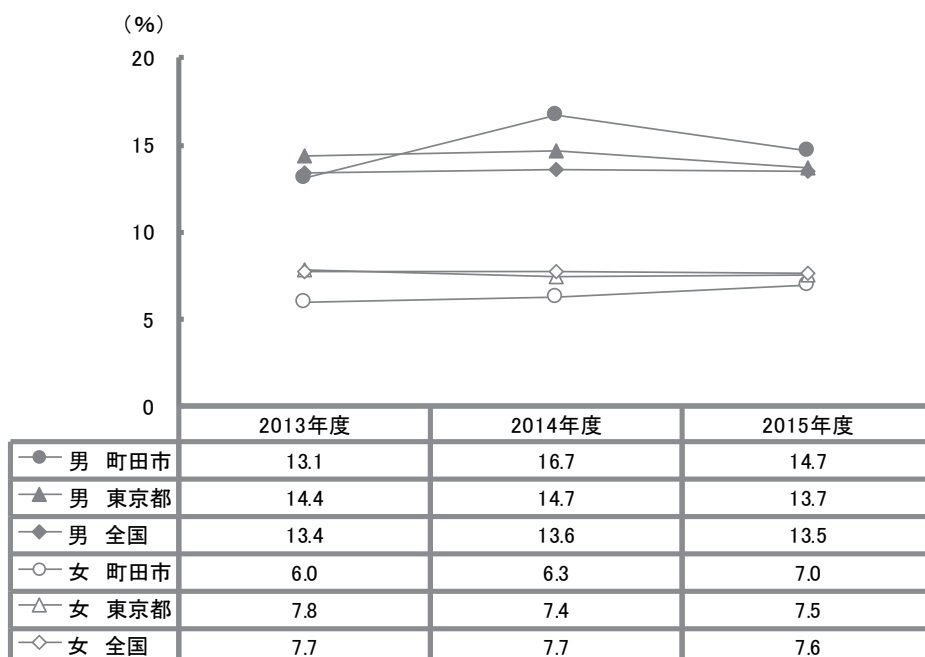 （%）
20
15
10
5
0
2013年度 2014年度 2015年度
男 町田市 13.1 16.7 14.7
男 東京都 14.4 14.7 13.7
男 全国 13.4 13.6 13.5
女 町田市 6.0 6.3 7.0
女 東京都 7.8 7.4 7.5
女 全国 7.7 7.7 7.6